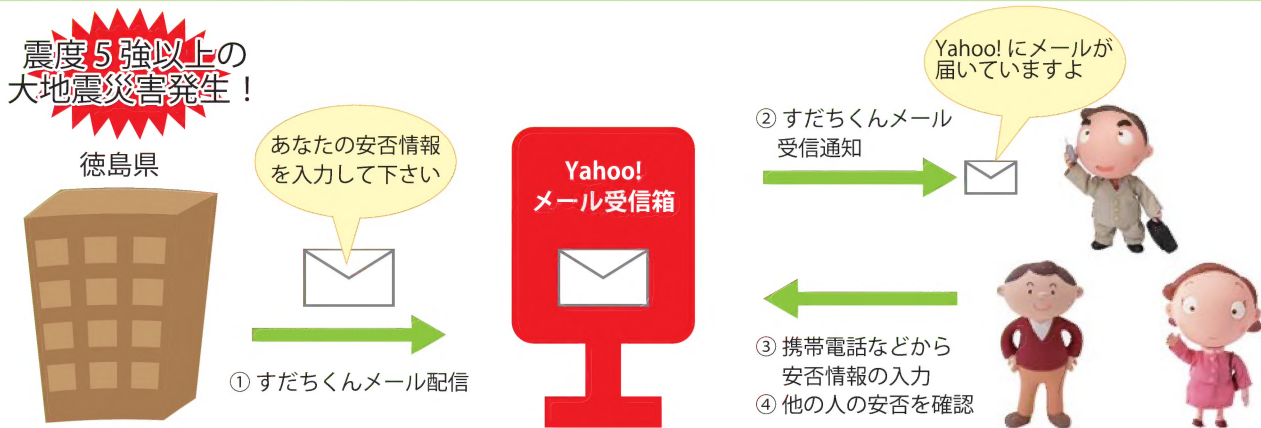 震度5強以上の
大地震災害発生！
徳島県
あなたの安否情報
を入力して下さい
① すだちくんメール配信
Yahoo!
メール受信箱
② すだちくんメール
受信通知
Yahoo! にメールが
届いていますよ
③ 携帯電話などから
安否情報の入力
④ 他の人の安否を確認